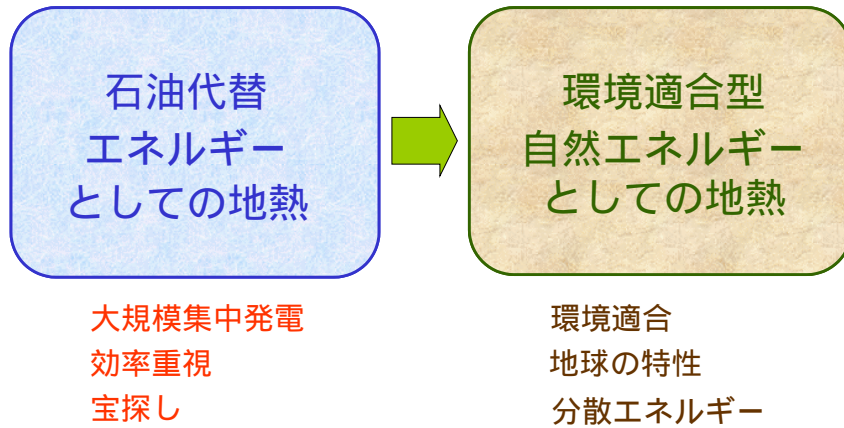 石油代替
エネルギー
としての地熱
環境適合型
自然エネルギー
としての地熱
大規模集中発電
効率重視
宝探し
環境適合
地球の特性
分散エネルギー